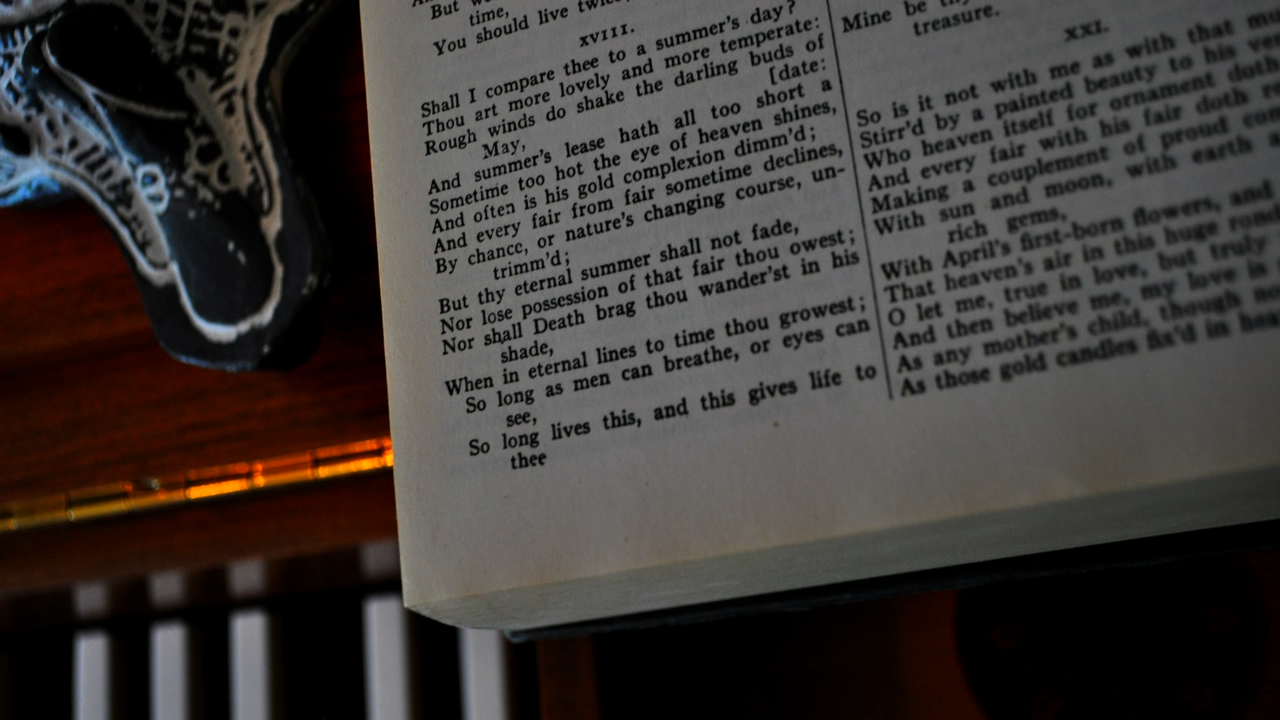 But
time,
You should live twice,
XVIII.
Shall I compare thee to a summer's day?
Thou art more lovely and more temperate:
Rough winds do shake the darling buds of
May,
[date:
And summer's lease hath all too short a
Sometime too hot the eye of heaven shines,
And often is his gold complexion dimm'd;
And every fair from fair sometime declines,
By chance, or nature's changing course, un-
trimm'd;
But thy eternal summer shall not fade,
Nor lose possession of that fair thou owest;
Nor shall Death brag thou wander'st in his
shade,
When in eternal lines to time thou growest;
So long as men can breathe, or eyes can
see,
So long lives this, and this gives life to
thee
Mine be
treasure.
XXI.
So is it not with me as with that
Stirr'd by a painted beauty to his
Who heaven itself for ornament doth
And every fair with his fair doth
Making a couplement of proud
With sun and moon, with earth
rich gems,
With April's first-born flowers, and
That heaven's air in this huge
O let me, true in love, but truly
And then believe me, my love is
As any mother's child, though
As those gold candles fix'd in